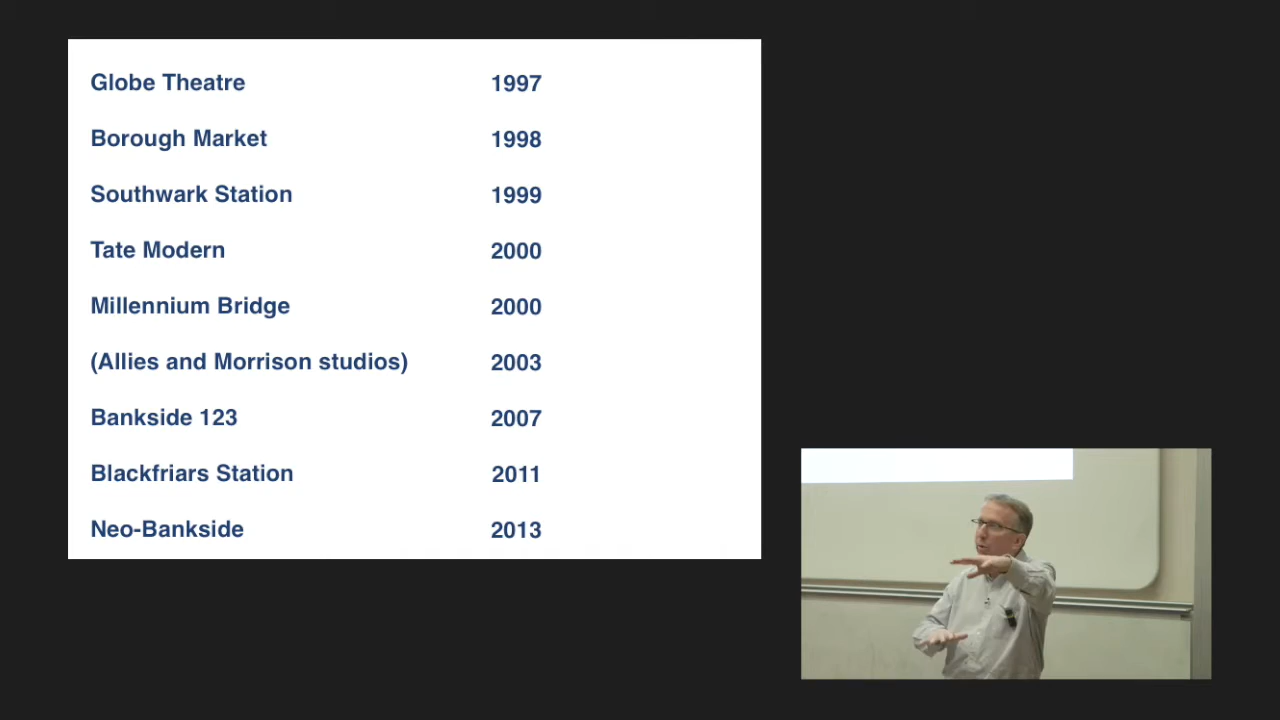 Globe Theatre 1997
Borough Market 1998
Southwark Station 1999
Tate Modern 2000
Millennium Bridge 2000
(Allies and Morrison studios) 2003
Bankside 123 2007
Blackfriars Station 2011
Neo-Bankside 2013